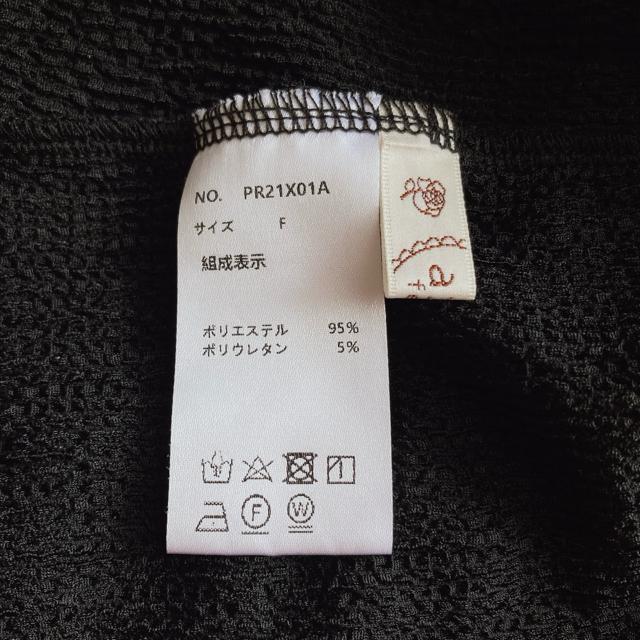 NO. PR21X01A
サイズ F
組成表示
ポリエステル 95%
ポリウレタン 5%
F W
a
f